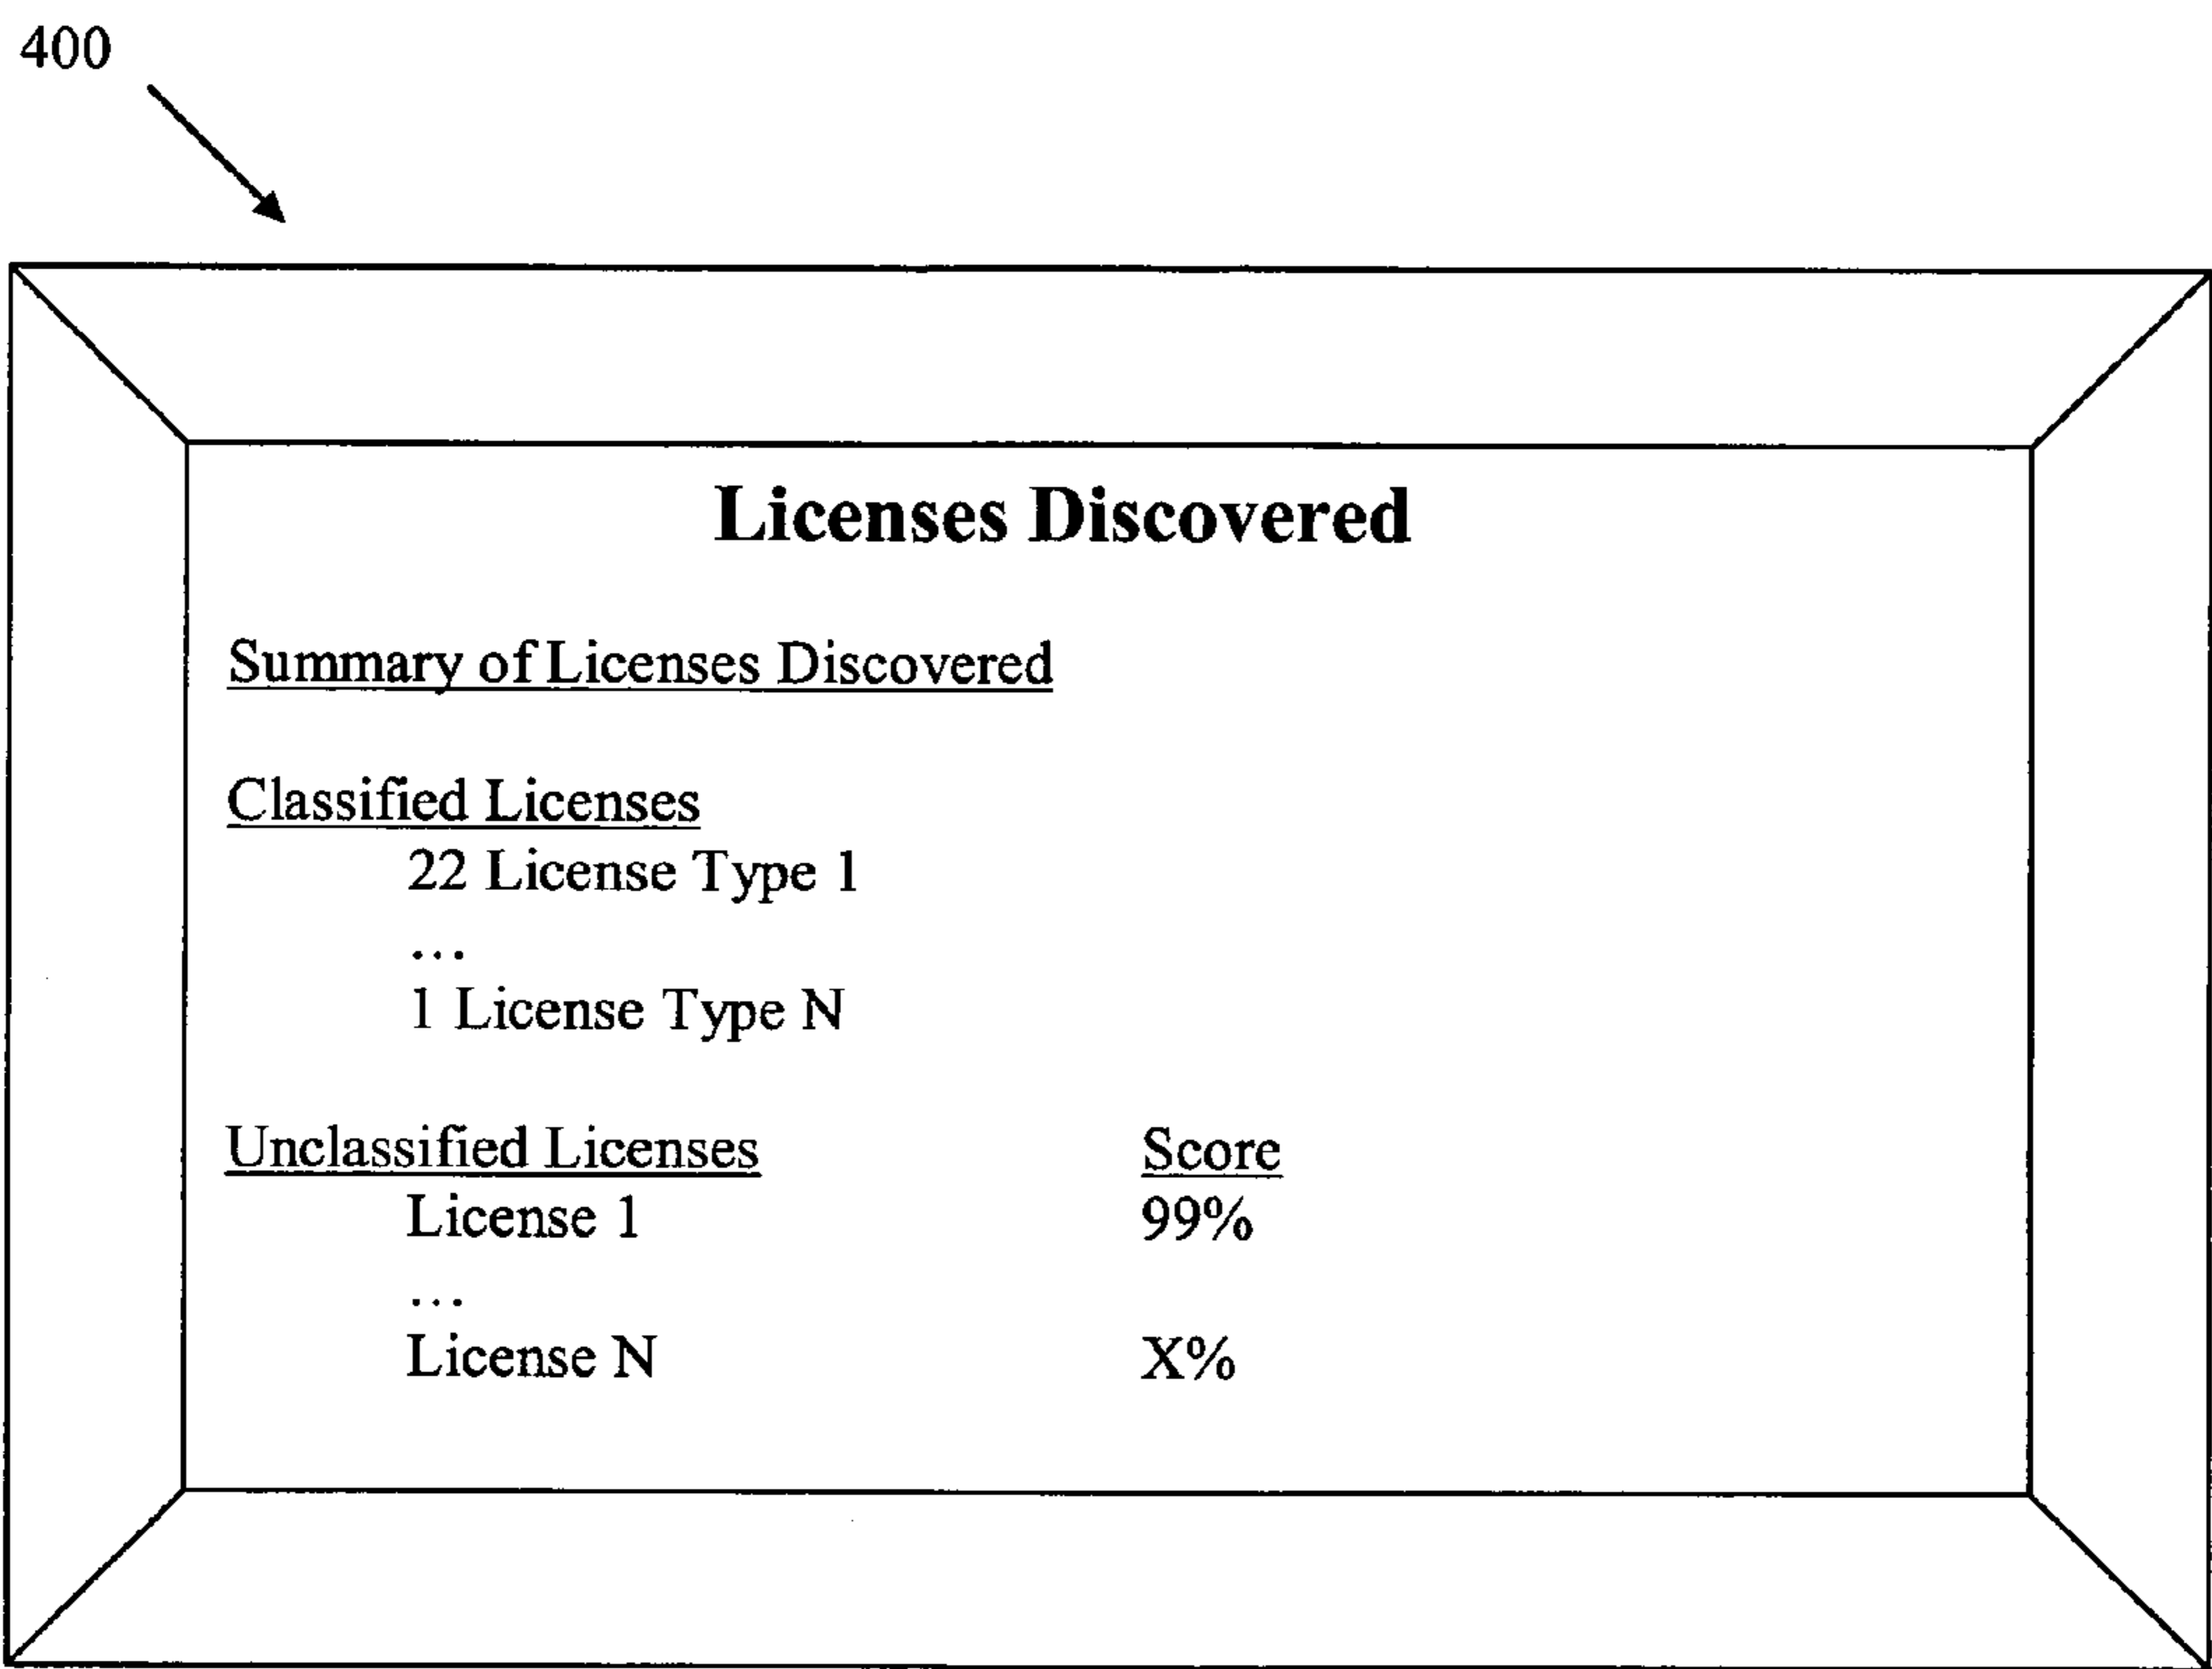 400
Licenses Discovered
Summary of Licenses Discovered
Classified Licenses
22 License Type 1
...
1 License Type N
Unclassified Licenses Score
License 1 99%
...
License N X%